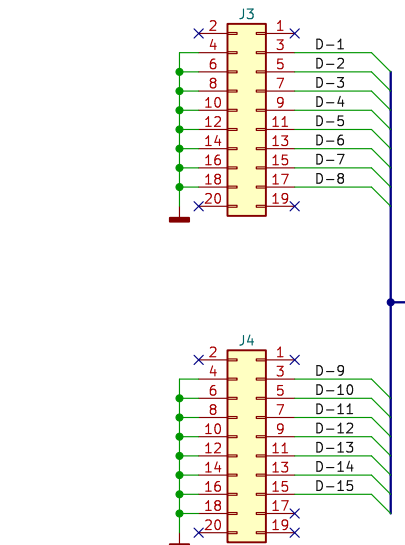 J3
2 1
4 3 D-1
6 5 D-2
8 7 D-3
10 9 D-4
12 11 D-5
14 13 D-6
16 15 D-7
18 17 D-8
20 19
J4
2 1
4 3 D-9
6 5 D-10
8 7 D-11
10 9 D-12
12 11 D-13
14 13 D-14
16 15 D-15
18 17
20 19